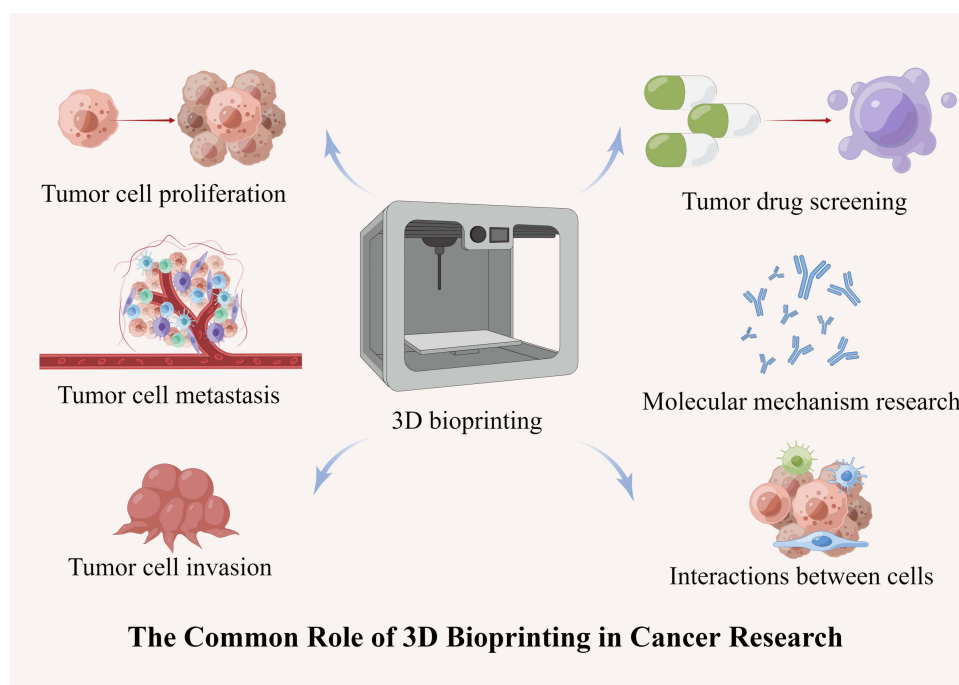 Tumor cell proliferation
Tumor drug screening
Tumor cell metastasis
3D bioprinting
Molecular mechanism research
Tumor cell invasion
Interactions between cells
The Common Role of 3D Bioprinting in Cancer Research